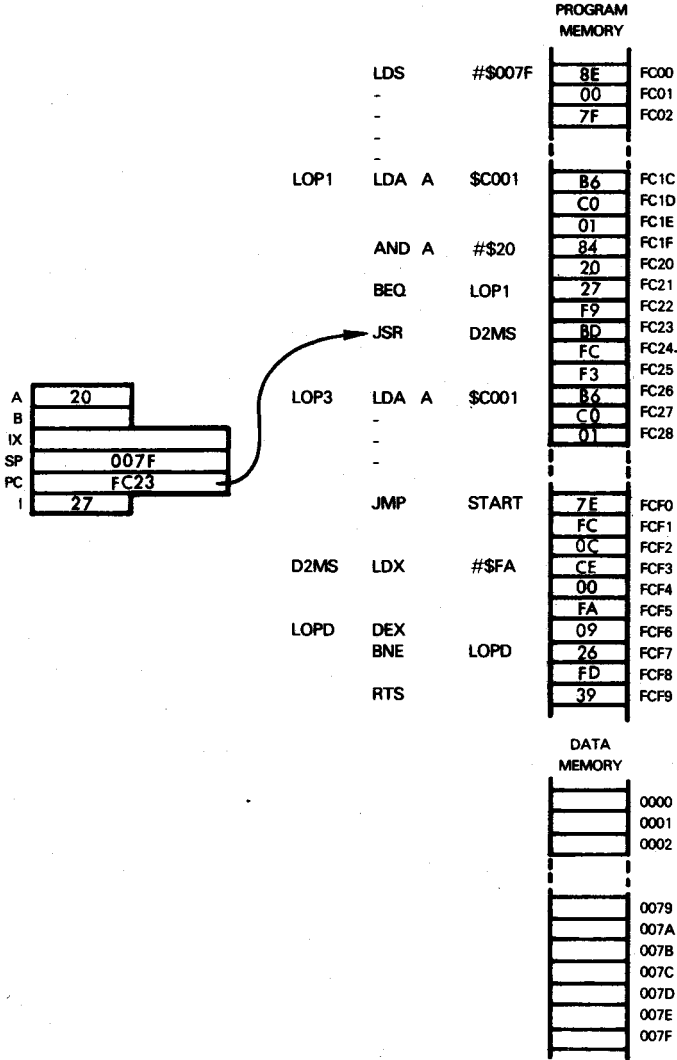 PROGRAM
MEMORY
LDS #$007F 8E FC00
- 00 FC01
- 7F FC02
-
-
LOP1 LDA A $C001 B6 FC1C
C0 FC1D
01 FC1E
AND A #$20 84 FC1F
20 FC20
BEQ LOP1 27 FC21
F9 FC22
JSR D2MS BD FC23
FC FC24.
F3 FC25
LOP3 LDA A $C001 B6 FC26
- C0 FC27
- 01 FC28
-
A 20
B
IX
SP 007F
PC FC23
I 27
JMP START 7E FCF0
FC FCF1
0C FCF2
D2MS LDX #$FA CE FCF3
00 FCF4
FA FCF5
LOPD DEX 09 FCF6
BNE LOPD 26 FCF7
FD FCF8
RTS 39 FCF9
DATA
MEMORY
0000
0001
0002
0079
007A
007B
007C
007D
007E
007F